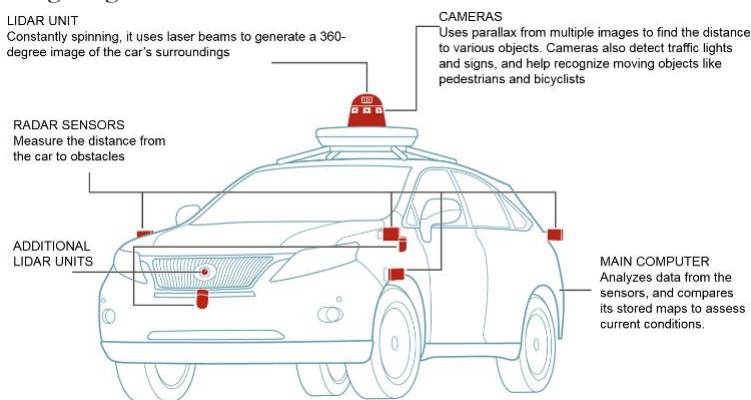 LIDAR UNIT
Constantly spinning, it uses laser beams to generate a 360-
degree image of the car's surroundings
CAMERAS
Uses parallax from multiple images to find the distance
to various objects. Cameras also detect traffic lights
and signs, and help recognize moving objects like
pedestrians and bicyclists
RADAR SENSORS
Measure the distance from
the car to obstacles
ADDITIONAL
LIDAR UNITS
MAIN COMPUTER
Analyzes data from the
sensors, and compares
its stored maps to assess
current conditions.